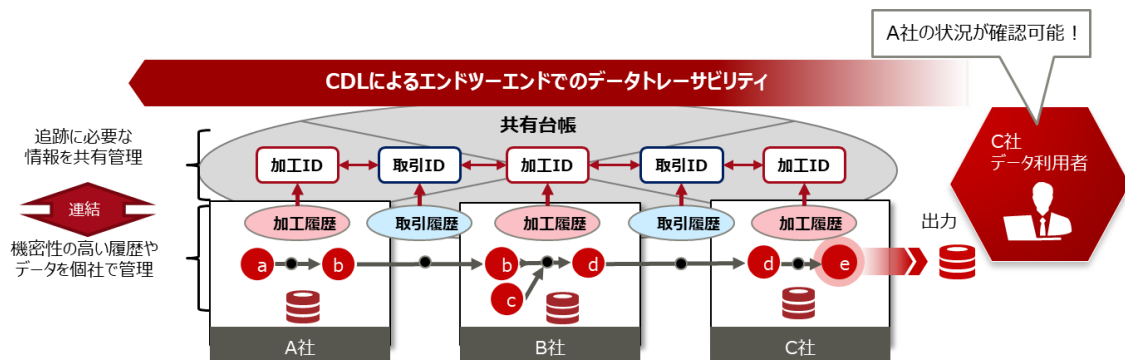 A社の状況が確認可能！
CDLによるエンドツーエンドでのデータトレーサビリティ
共有台帳
追跡に必要な
情報を共有管理
加工ID
取引ID
加工ID
取引ID
加工ID
C社
データ利用者
連結
加工履歴
取引履歴
加工履歴
取引履歴
加工履歴
出力
機密性の高い履歴や
データを個社で管理
a
b
b
d
d
e
c
A社
B社
C社